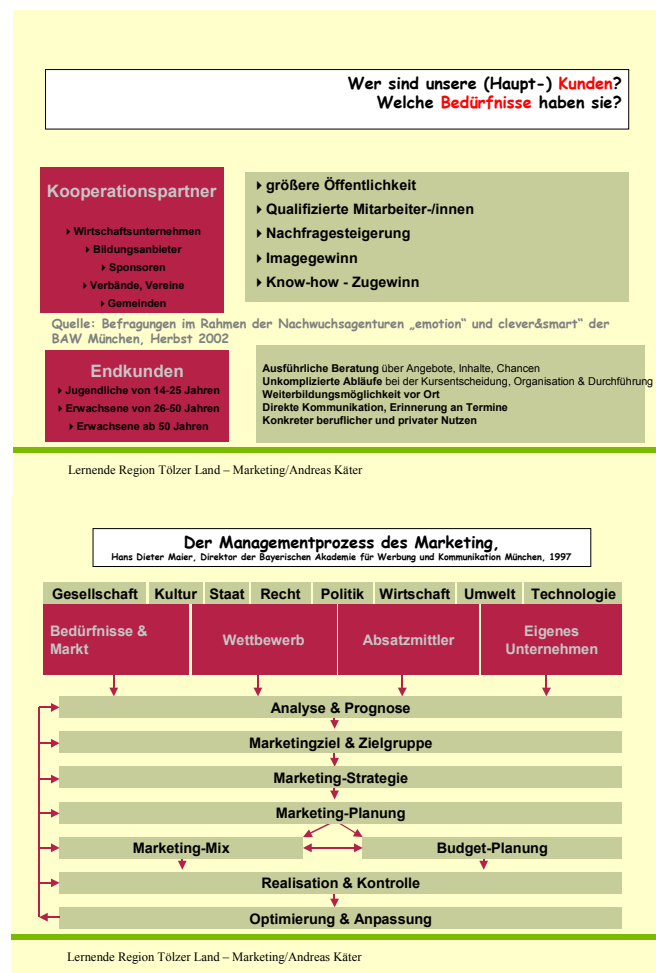 Wer sind unsere (Haupt-) Kunden?
Welche Bedürfnisse haben sie?
Kooperationspartner
Wirtschaftsunternehmen
Bildungsanbieter
Sponsoren
Verbände, Vereine
Gemeinden
größere Öffentlichkeit
Qualifizierte Mitarbeiter-/innen
Nachfragesteigerung
Imagegewinn
Know-how - Zugewinn
Quelle: Befragungen im Rahmen der Nachwuchsagenturen „emotion“ und clever&smart“ der
BAW München, Herbst 2002
Endkunden
Jugendliche von 14-25 Jahren
Erwachsene von 26-50 Jahren
Erwachsene ab 50 Jahren
Ausführliche Beratung über Angebote, Inhalte, Chancen
Unkomplizierte Abläufe bei der Kursentscheidung, Organisation & Durchführung
Weiterbildungsmöglichkeit vor Ort
Direkte Kommunikation, Erinnerung an Termine
Konkreter beruflicher und privater Nutzen
Lernende Region Tölzer Land – Marketing/Andreas Käter
Der Managementprozess des Marketing,
Hans Dieter Maier, Direktor der Bayerischen Akademie für Werbung und Kommunikation München, 1997
Gesellschaft Kultur Staat Recht Politik Wirtschaft Umwelt Technologie
Bedürfnisse &
Markt
Wettbewerb
Absatzmittler
Eigenes
Unternehmen
Analyse & Prognose
Marketingziel & Zielgruppe
Marketing-Strategie
Marketing-Planung
Marketing-Mix
Budget-Planung
Realisation & Kontrolle
Optimierung & Anpassung
Lernende Region Tölzer Land – Marketing/Andreas Käter